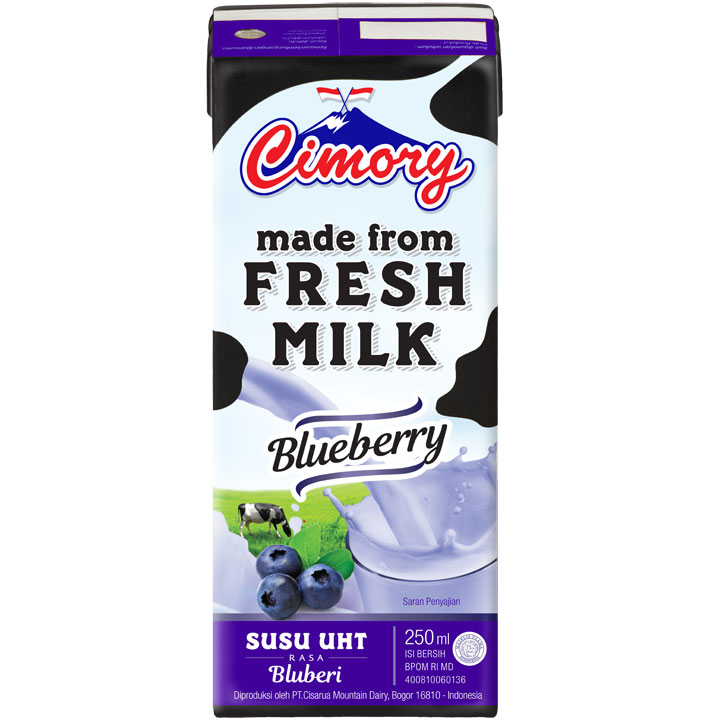 Cimory
made from
FRESH
MILK
Blueberry
Saran Penyajian
SUSU UHT
RASA
Bluberi
250 ml
ISI BERSIH
BPOM RI MD
400810060136
Diproduksi oleh PT.Cisarua Mountain Dairy, Bogor 16810 - Indonesia